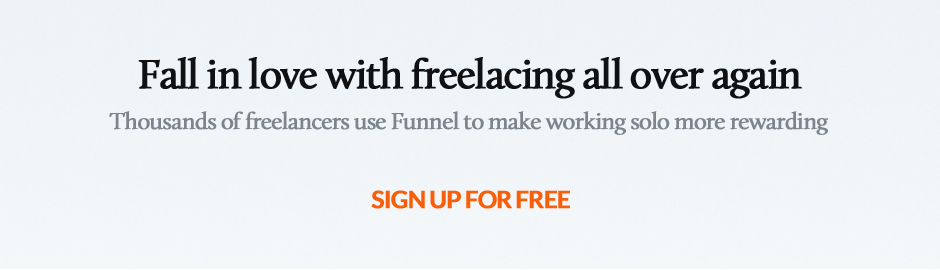 Fall in love with freelacing all over again
Thousands of freelancers use Funnel to make working solo more rewarding
SIGN UP FOR FREE